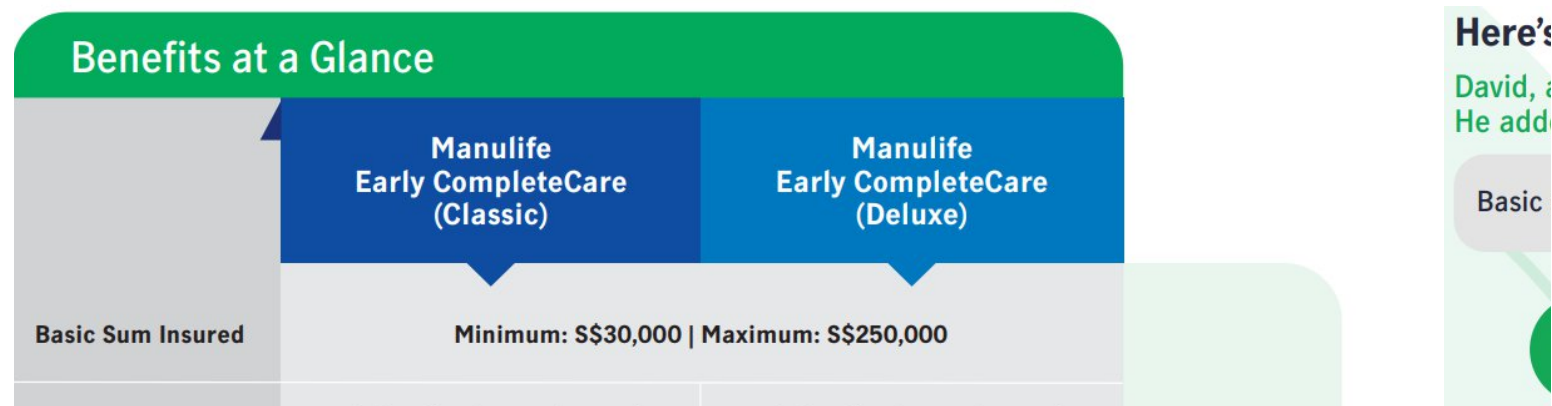 Benefits at a Glance
Manulife
Early CompleteCare
(Classic)
Manulife
Early CompleteCare
(Deluxe)
Basic Sum Insured
Minimum: S$30,000 | Maximum: S$250,000
Here's
David,
He
Basic